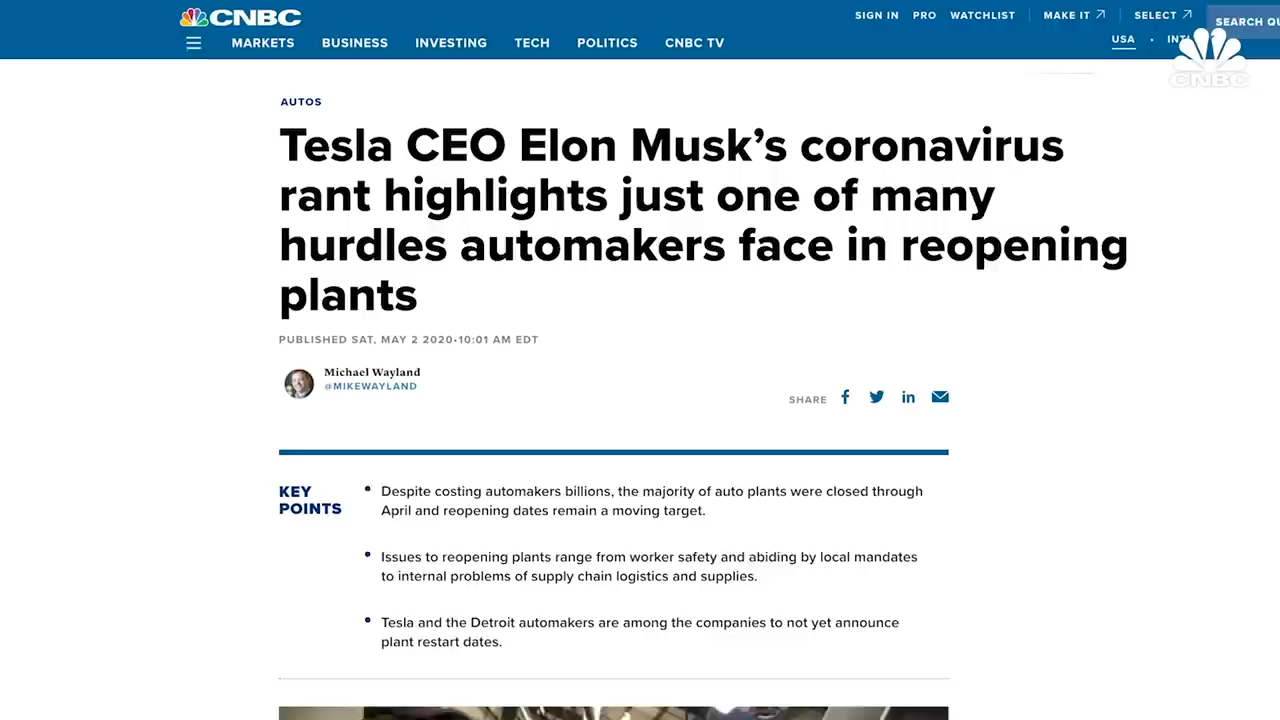 CNBC
SIGN IN PRO WATCHLIST MAKE IT SELECT
SEARCH QU
MARKETS BUSINESS INVESTING TECH POLITICS CNBC TV
USA • INTL
CNBC
AUTOS
Tesla CEO Elon Musk’s coronavirus
rant highlights just one of many
hurdles automakers face in reopening
plants
PUBLISHED SAT, MAY 2 2020•10:01 AM EDT
Michael Wayland
@MIKEWAYLAND
SHARE
KEY
POINTS
• Despite costing automakers billions, the majority of auto plants were closed through
April and reopening dates remain a moving target.
• Issues to reopening plants range from worker safety and abiding by local mandates
to internal problems of supply chain logistics and supplies.
• Tesla and the Detroit automakers are among the companies to not yet announce
plant restart dates.